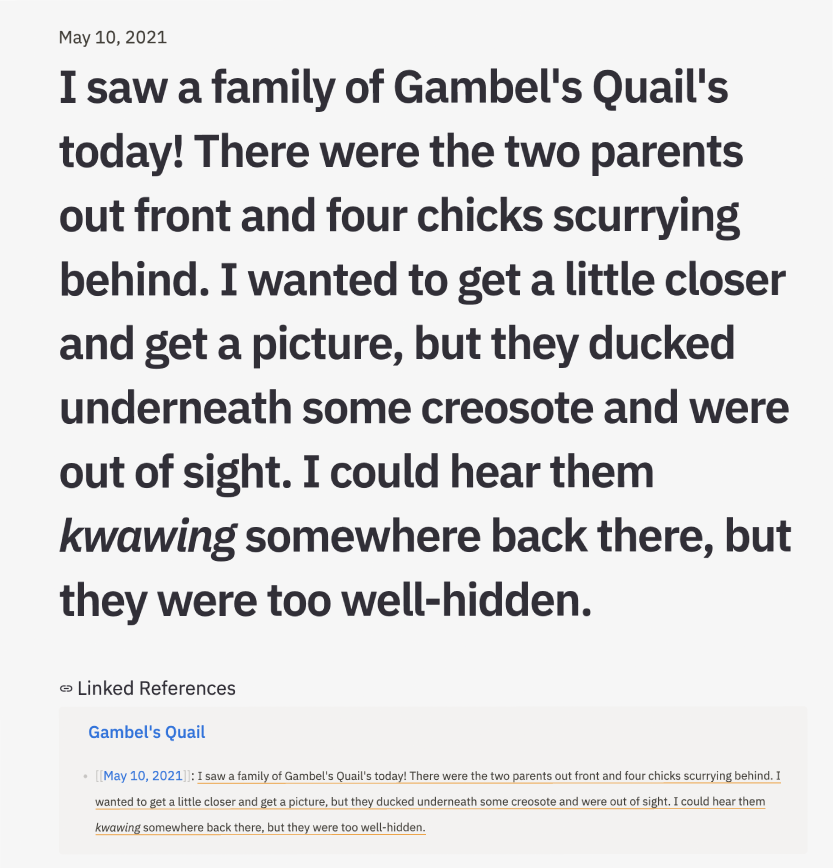 May 10, 2021
I saw a family of Gambel's Quail's
today! There were the two parents
out front and four chicks scurrying
behind. I wanted to get a little closer
and get a picture, but they ducked
underneath some creosote and were
out of sight. I could hear them
kwawing somewhere back there, but
they were too well-hidden.
Linked References
Gambel's Quail
[[May 10, 2021]]: I saw a family of Gambel's Quail's today! There were the two parents out front and four chicks scurrying behind. I
wanted to get a little closer and get a picture, but they ducked underneath some creosote and were out of sight. I could hear them
kwawing somewhere back there, but they were too well-hidden.